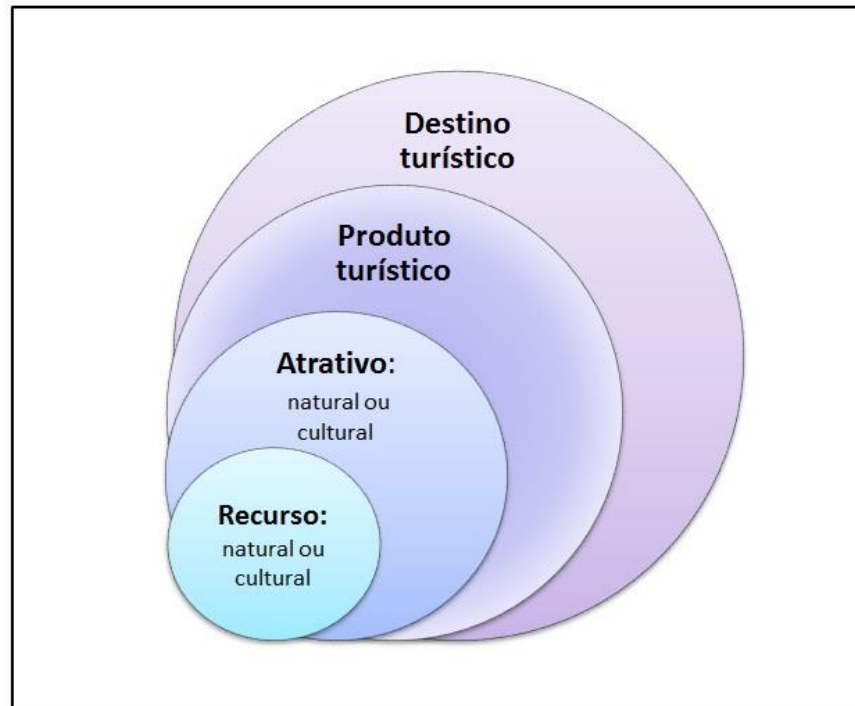 Destino
turístico
Produto
turístico
Atrativo:
natural ou
cultural
Recurso:
natural ou
cultural